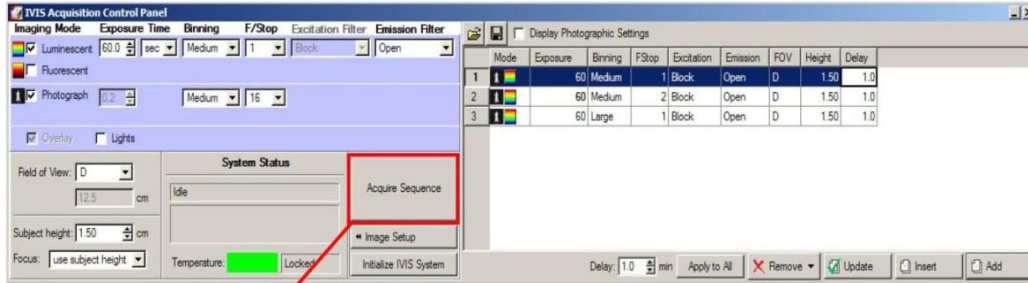 IVIS Acquisition Control Panel
Imaging Mode Exposure Time Binning F/Stop Excitation Filter Emission Filter
Luminescent 60.0 sec Medium 1 Block Open
Fluorescent
Photograph 0.2 Medium 16
Overlay Lights
Field of View: D
12.5 cm
Subject height: 1.50 cm
Focus: use subject height
System Status
Idle
Temperature: Locked
Acquire Sequence
Image Setup
Initialize IVIS System
Display Photographic Settings
Mode Exposure Binning FStop Excitation Emission FOV Height Delay
1 60 Medium 1 Block Open D 1.50 1.0
2 60 Medium 2 Block Open D 1.50 1.0
3 60 Large 1 Block Open D 1.50 1.0
Delay: 1.0 min Apply to All Remove Update Insert Add